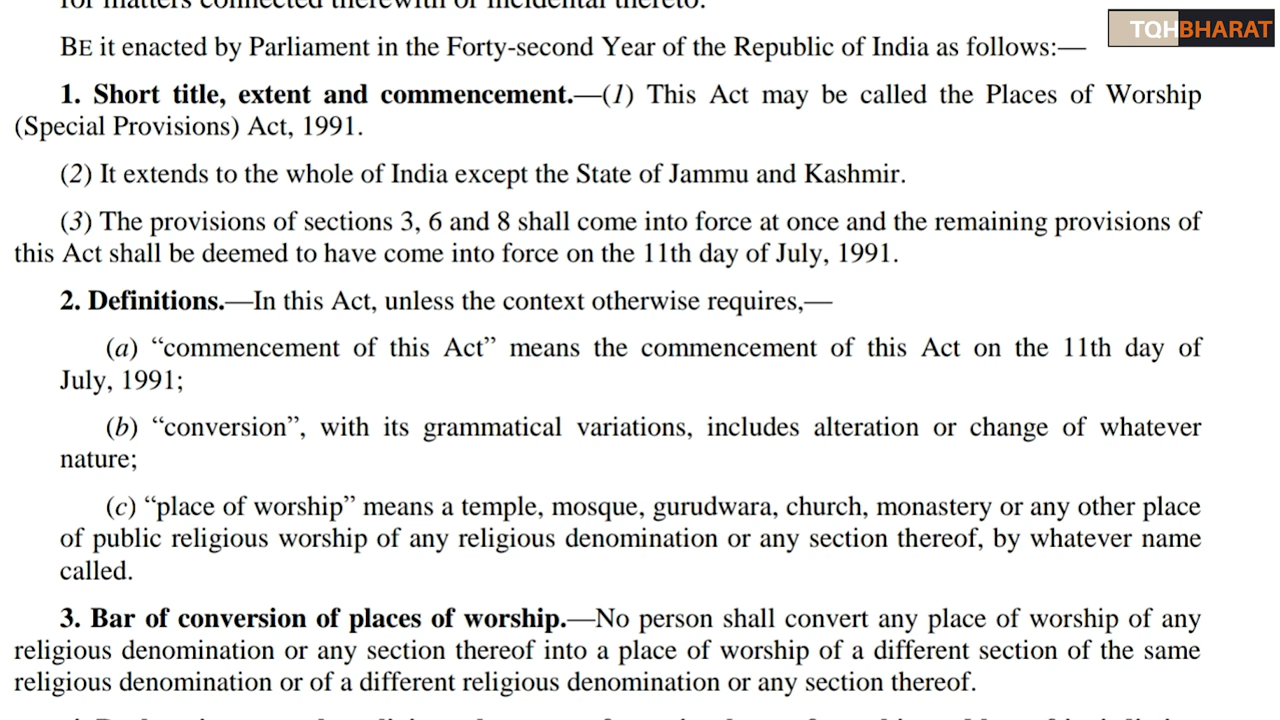 for matters connected therewith or incidental thereto.
TQHBHARAT
BE it enacted by Parliament in the Forty-second Year of the Republic of India as follows:—
1. Short title, extent and commencement.—(1) This Act may be called the Places of Worship
(Special Provisions) Act, 1991.
(2) It extends to the whole of India except the State of Jammu and Kashmir.
(3) The provisions of sections 3, 6 and 8 shall come into force at once and the remaining provisions of
this Act shall be deemed to have come into force on the 11th day of July, 1991.
2. Definitions.—In this Act, unless the context otherwise requires,—
(a) “commencement of this Act” means the commencement of this Act on the 11th day of
July, 1991;
(b) “conversion”, with its grammatical variations, includes alteration or change of whatever
nature;
(c) “place of worship” means a temple, mosque, gurudwara, church, monastery or any other place
of public religious worship of any religious denomination or any section thereof, by whatever name
called.
3. Bar of conversion of places of worship.—No person shall convert any place of worship of any
religious denomination or any section thereof into a place of worship of a different section of the same
religious denomination or of a different religious denomination or any section thereof.